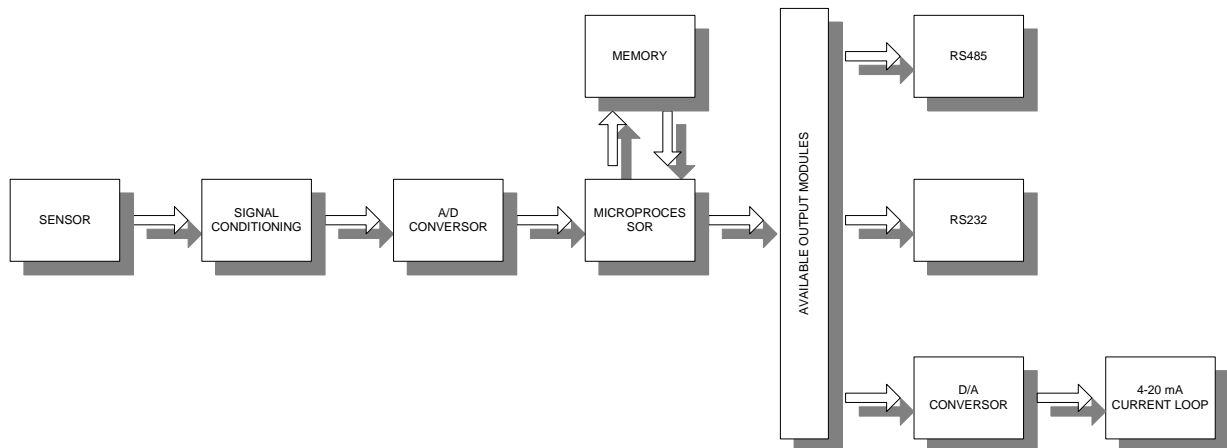 MEMORY
RS485
SENSOR
SIGNAL
CONDITIONING
A/D
CONVERSOR
MICROPROCES
SOR
AVAILABLE OUTPUT MODULES
RS232
D/A
CONVERSOR
4-20 mA
CURRENT LOOP